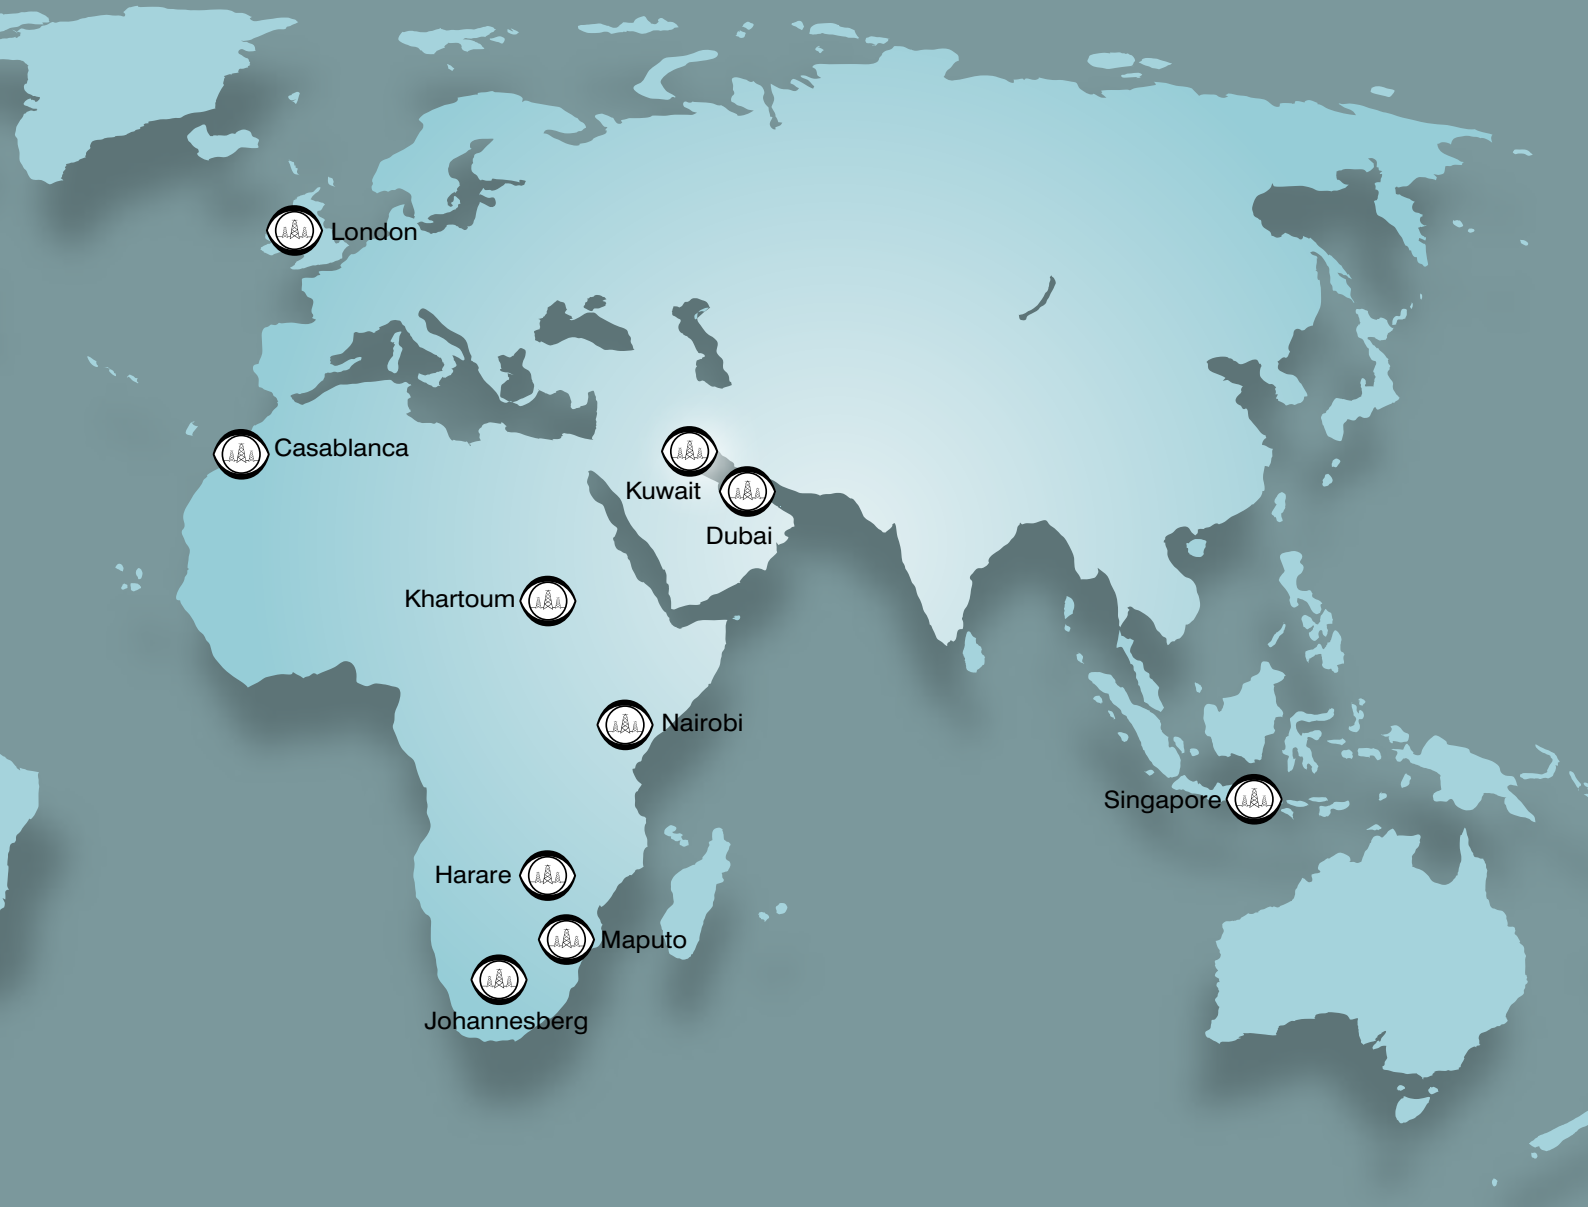 London
Casablanca
Kuwait
Dubai
Khartoum
Nairobi
Singapore
Harare
Maputo
Johannesberg